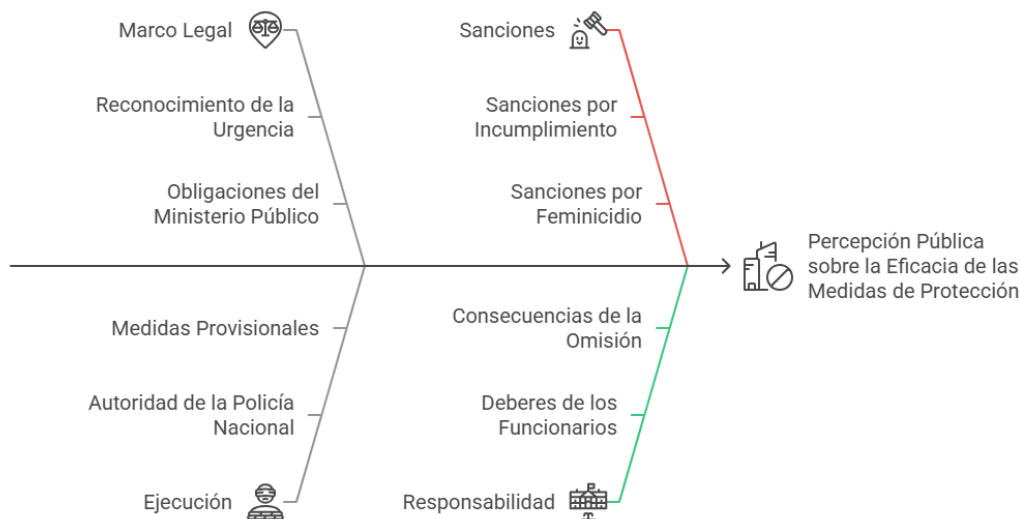 Marco Legal
Sanciones
Reconocimiento de la
Urgencia
Sanciones por
Incumplimiento
Obligaciones del
Ministerio Público
Sanciones por
Feminicidio
Percepción Pública
sobre la Eficacia de las
Medidas de Protección
Medidas Provisionales
Consecuencias de la
Omisión
Autoridad de la Policía
Nacional
Deberes de los
Funcionarios
Ejecución
Responsabilidad